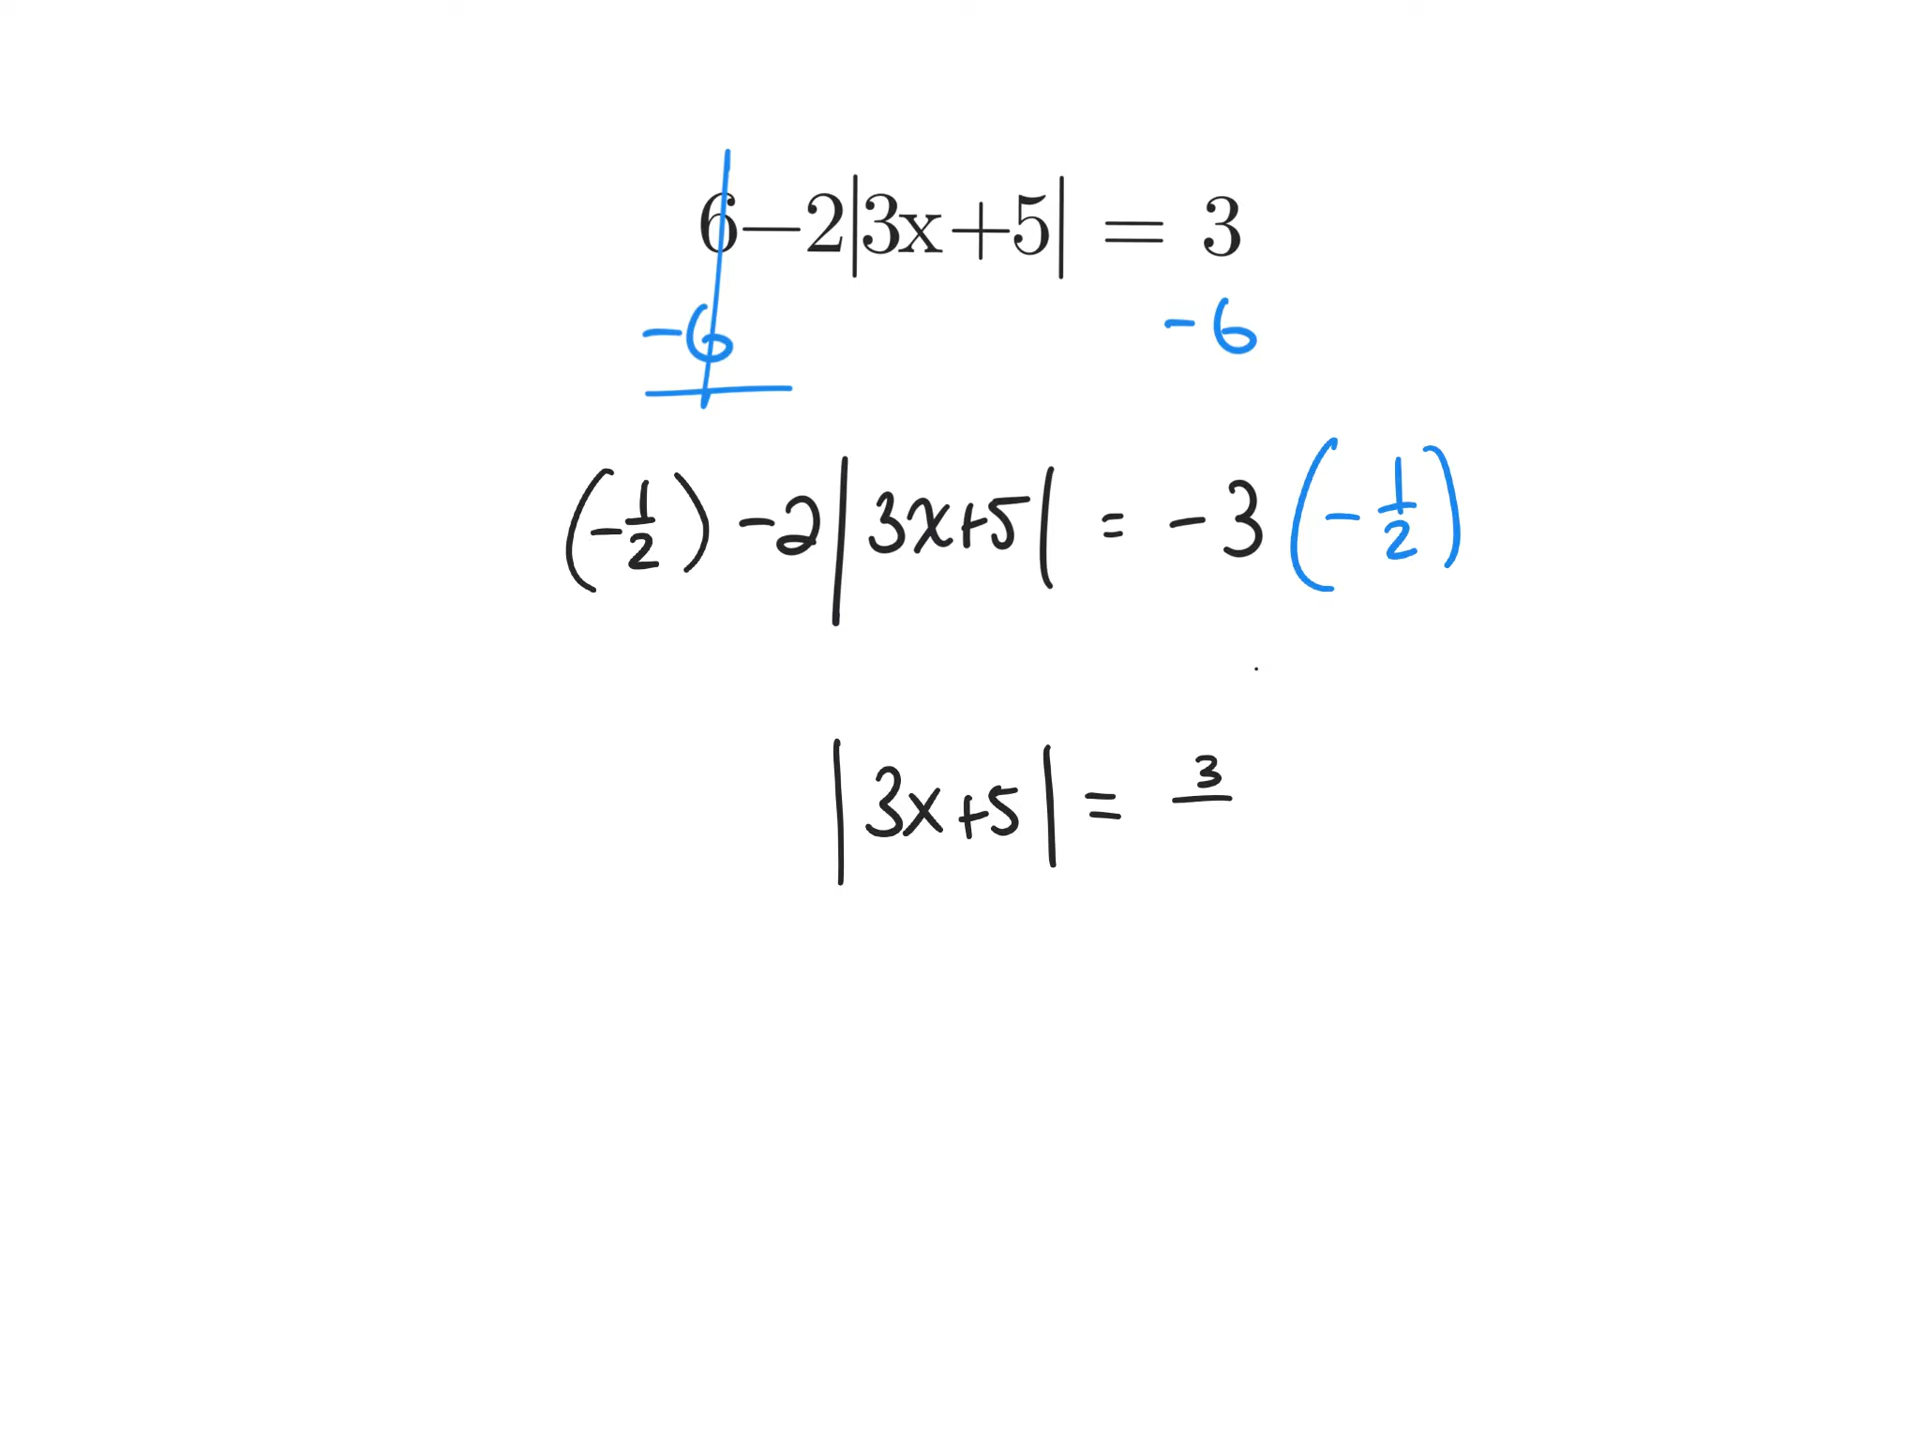 6−2|3x+5| = 3
−6 −6
(−1/2) −2|3x+5| = −3(−1/2)
|3x+5| = 3/